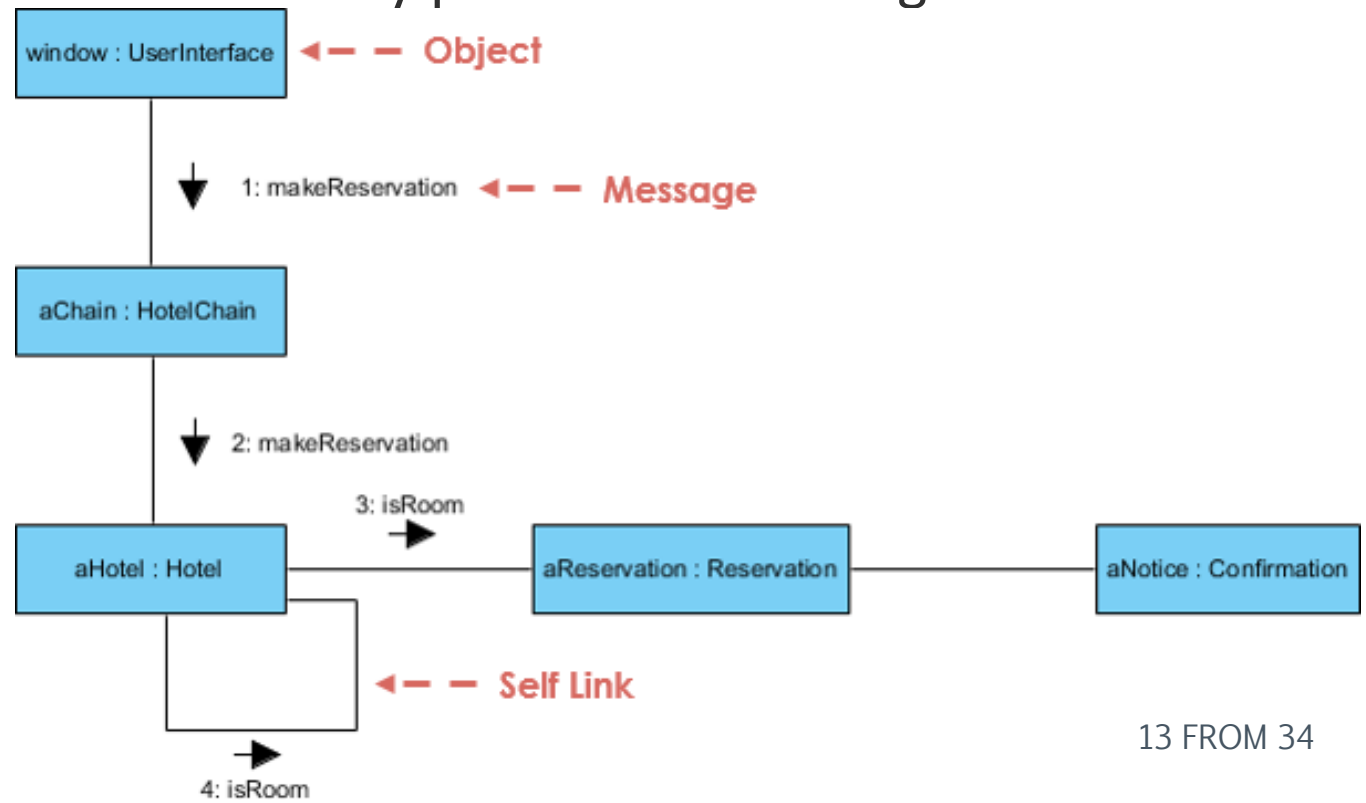 window : UserInterface
Object
1: makeReservation
Message
aChain : HotelChain
2: makeReservation
3: isRoom
aHotel : Hotel
aReservation : Reservation
aNotice : Confirmation
Self Link
13 FROM 34
4: isRoom